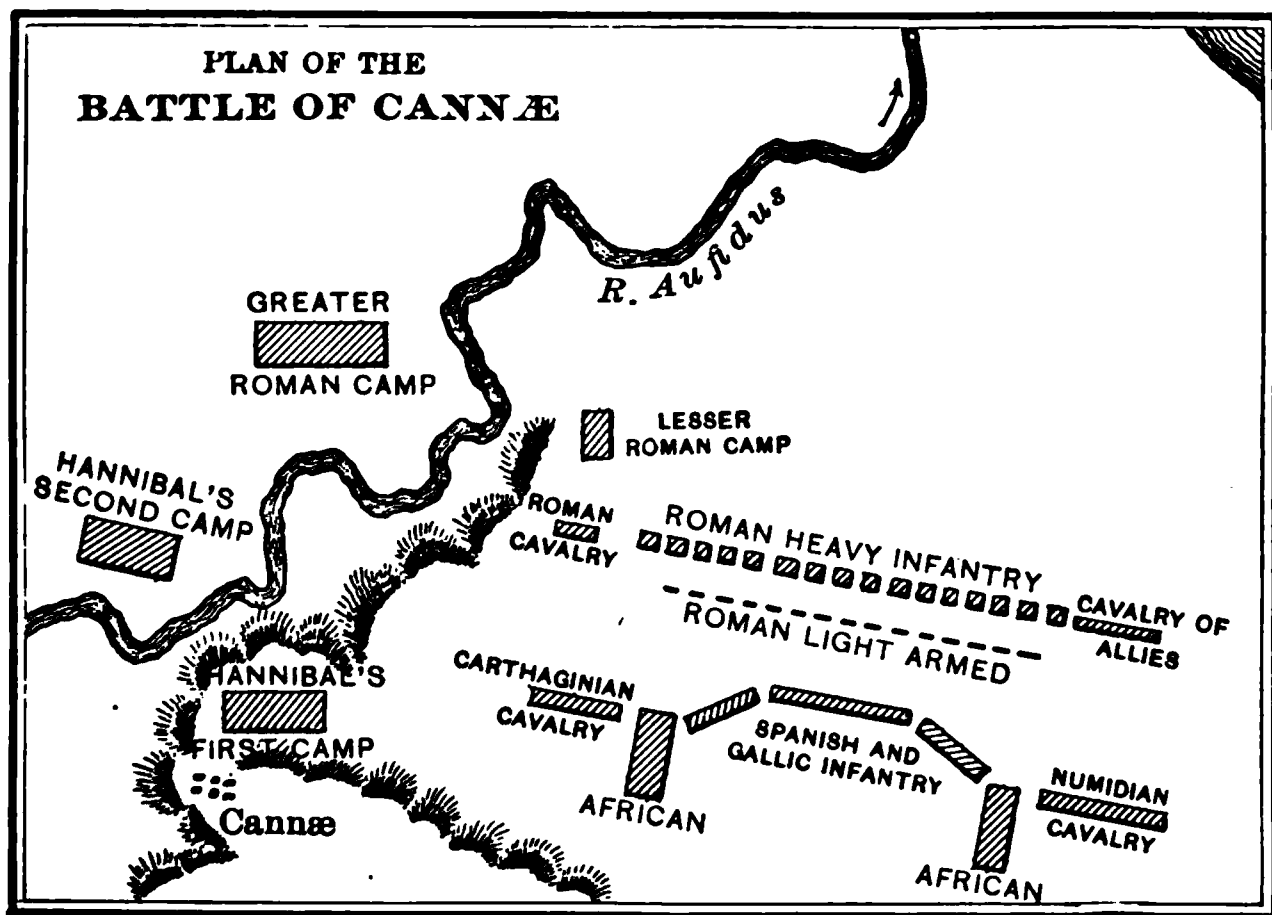 PLAN OF THE
BATTLE OF CANNÆ
R. Aufidus
GREATER
ROMAN CAMP
LESSER
ROMAN CAMP
HANNIBAL'S
SECOND CAMP
ROMAN
CAVALRY
ROMAN HEAVY INFANTRY
CAVALRY OF
ALLIES
ROMAN LIGHT ARMED
HANNIBAL'S
FIRST CAMP
CARTHAGINIAN
CAVALRY
SPANISH AND
GALLIC INFANTRY
NUMIDIAN
CAVALRY
AFRICAN
AFRICAN
Cannæ